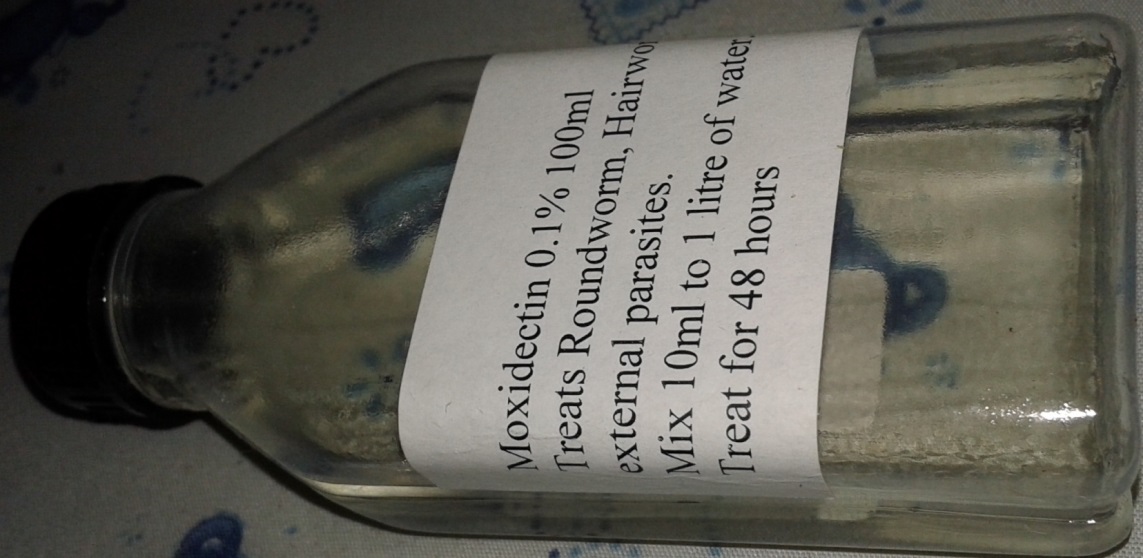 Moxidectin 0.1% 100ml
Treats Roundworm, Hairwo
external parasites.
Mix 10ml to 1 litre of water.
Treat for 48 hours